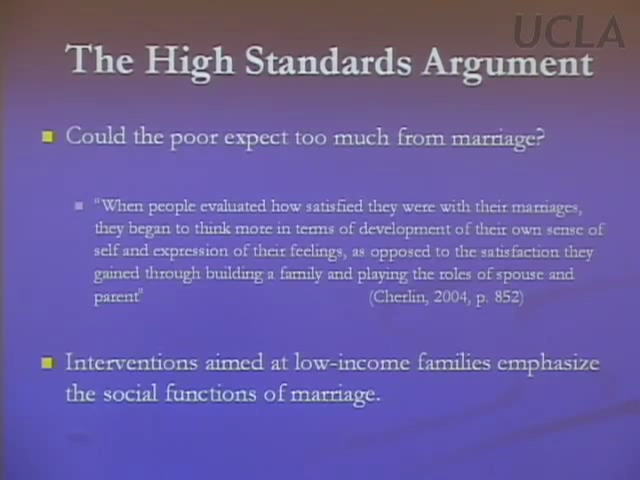 UCLA
The High Standards Argument
Could the poor expect too much from marriage?
"When people evaluated how satisfied they were with their marriages,
they began to think more in terms of development of their own sense of
self and expression of their feelings, as opposed to the satisfaction they
gained through building a family and playing the roles of spouse and
parent" (Cherlin, 2004, p. 852)
Interventions aimed at low-income families emphasize
the social functions of marriage.